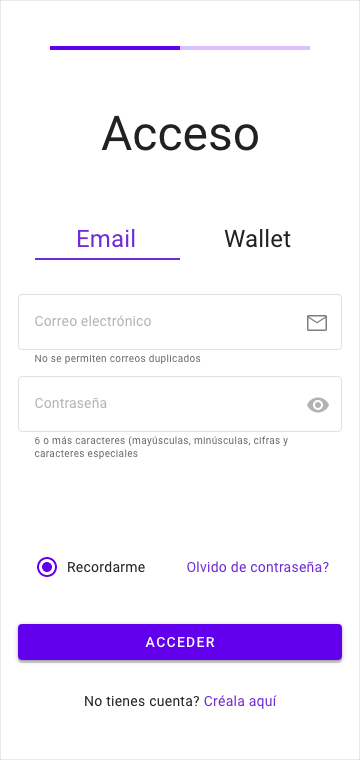 Acceso
Email Wallet
Correo electrónico
No se permiten correos duplicados
Contraseña
6 o más caracteres (mayúsculas, minúsculas, cifras y
caracteres especiales
Recordarme Olvido de contraseña?
ACCEDER
No tienes cuenta? Créala aquí